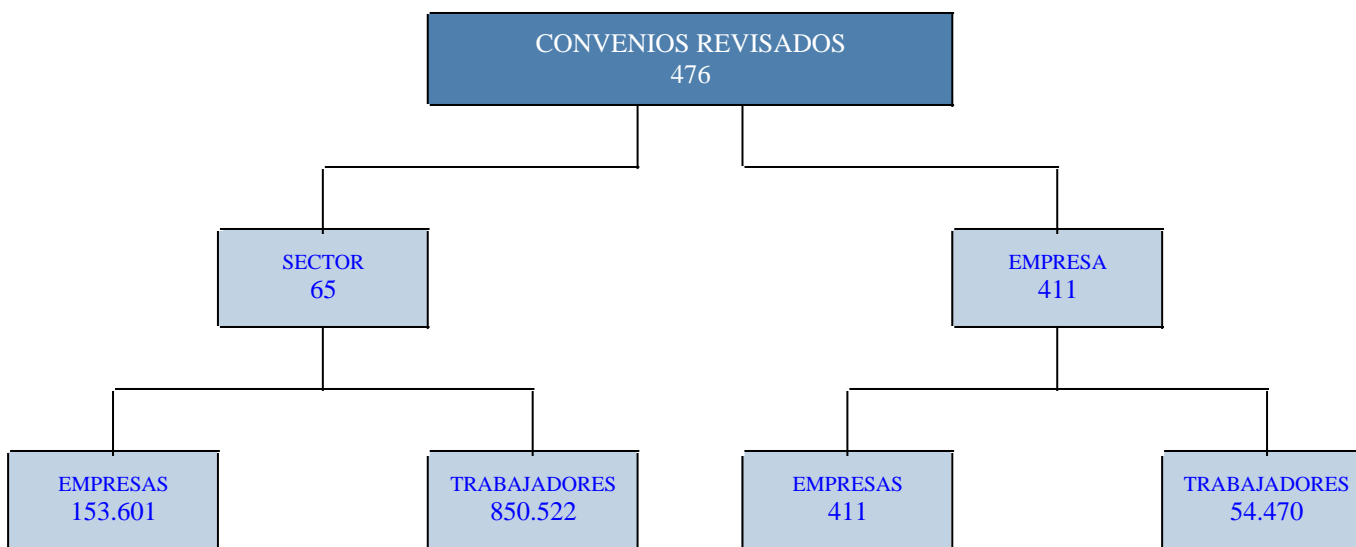 CONVENIOS REVISADOS
476
SECTOR
65
EMPRESA
411
EMPRESAS
153.601
TRABAJADORES
850.522
EMPRESAS
411
TRABAJADORES
54.470